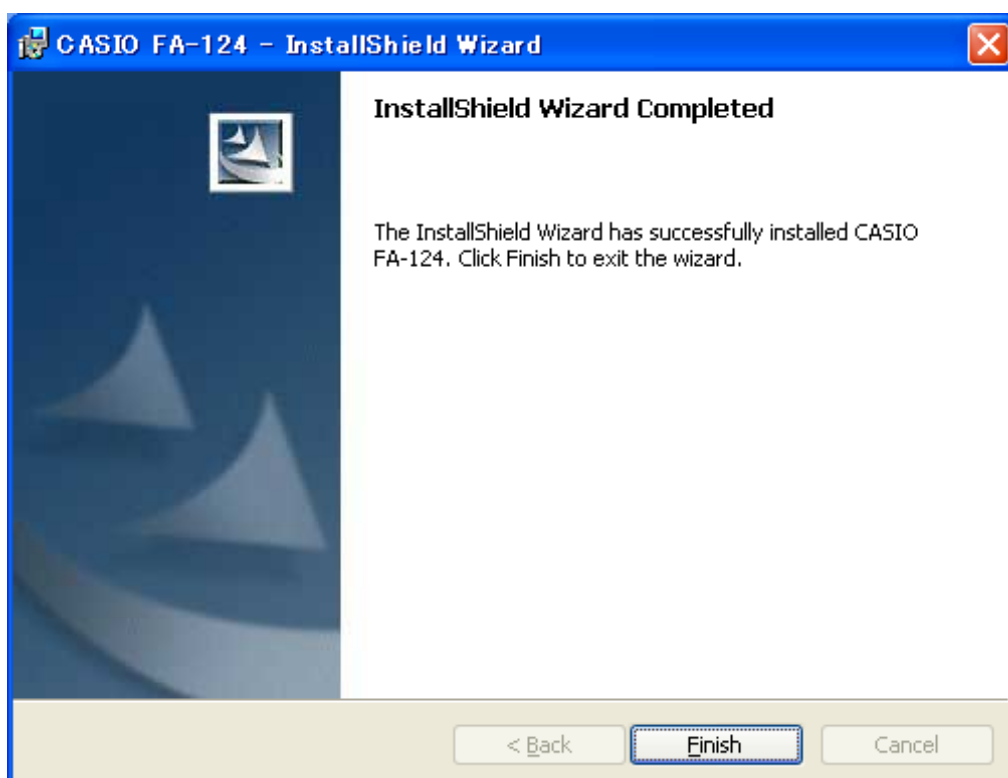 CASIO FA-124 - InstallShield Wizard
InstallShield Wizard Completed
The InstallShield Wizard has successfully installed CASIO
FA-124. Click Finish to exit the wizard.
< Back Finish Cancel